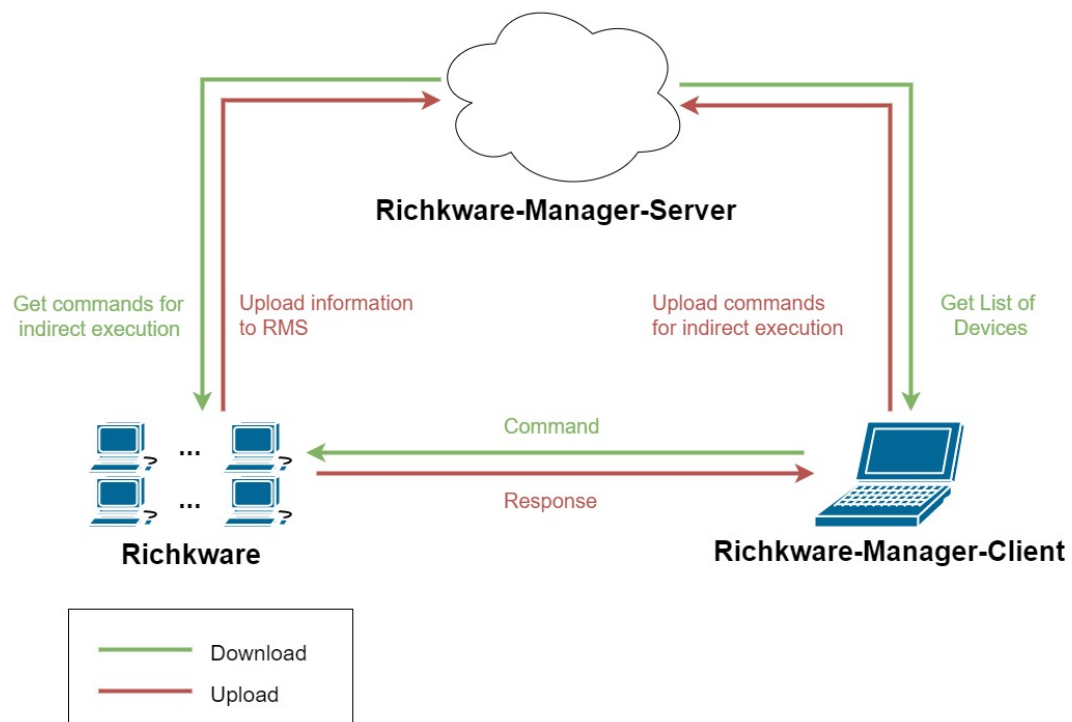 Richkware-Manager-Server
Get commands for
indirect execution
Upload information
to RMS
Upload commands
for indirect execution
Get List of
Devices
Command
...
...
?
?
...
...
?
?
Response
Richkware
Richkware-Manager-Client
Download
Upload